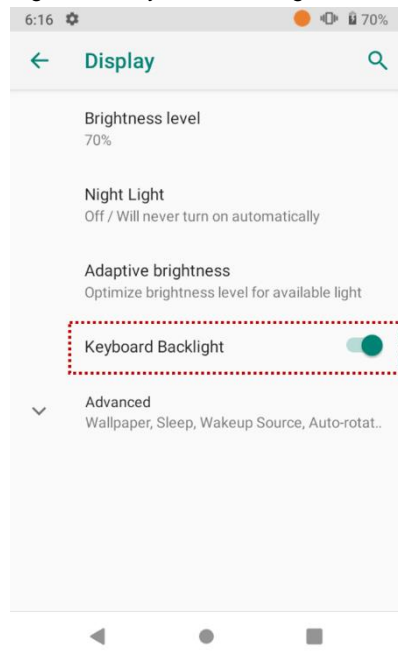 6:16 70%
Display
Brightness level
70%
Night Light
Off / Will never turn on automatically
Adaptive brightness
Optimize brightness level for available light
Keyboard Backlight
Advanced
Wallpaper, Sleep, Wakeup Source, Auto-rotat..